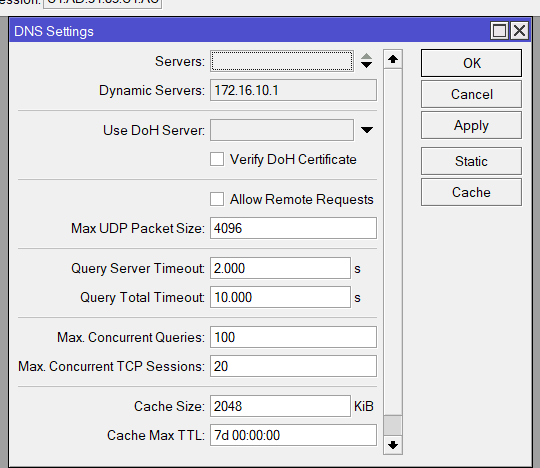 DNS Settings
Servers:
OK
Dynamic Servers: 172.16.10.1
Cancel
Use DoH Server:
Apply
Verify DoH Certificate
Static
Allow Remote Requests
Cache
Max UDP Packet Size: 4096
Query Server Timeout: 2.000 s
Query Total Timeout: 10.000 s
Max. Concurrent Queries: 100
Max. Concurrent TCP Sessions: 20
Cache Size: 2048 KiB
Cache Max TTL: 7d 00:00:00